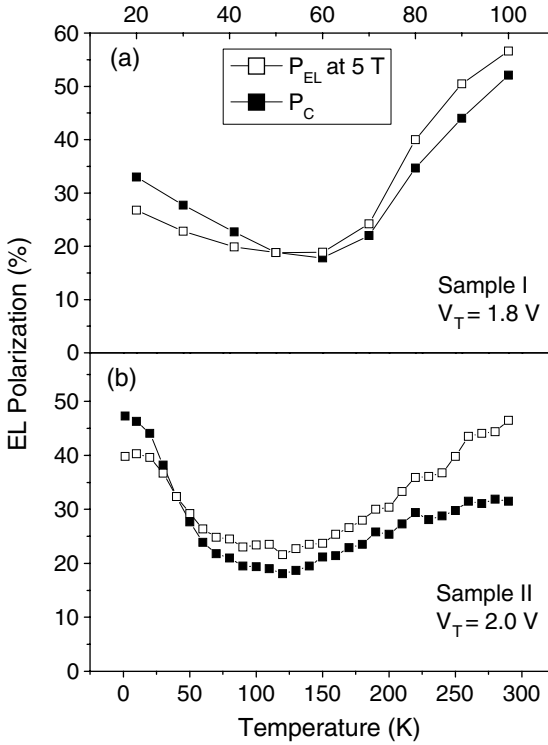 20 40 60 80 100
60
50
40
30
20
10
0
(a)
P_EL at 5 T
P_C
Sample I
V_T = 1.8 V
EL Polarization (%)
(b)
50
40
30
20
10
0
Sample II
V_T = 2.0 V
0 50 100 150 200 250 300
Temperature (K)